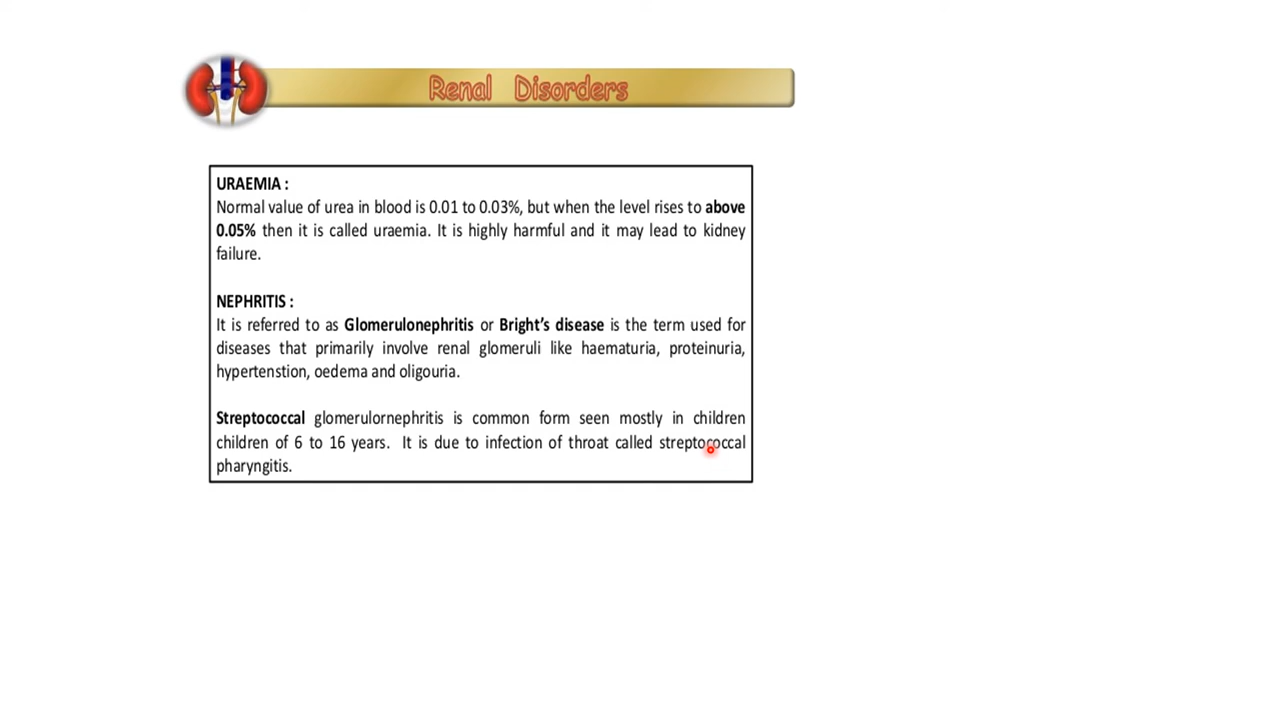 Renal Disorders
URAEMIA :
Normal value of urea in blood is 0.01 to 0.03%, but when the level rises to above
0.05% then it is called uraemia. It is highly harmful and it may lead to kidney
failure.
NEPHRITIS :
It is referred to as Glomerulonephritis or Bright's disease is the term used for
diseases that primarily involve renal glomeruli like haematuria, proteinuria,
hypertenstion, oedema and oligouria.
Streptococcal glomerulornephritis is common form seen mostly in children
children of 6 to 16 years. It is due to infection of throat called streptococcal
pharyngitis.